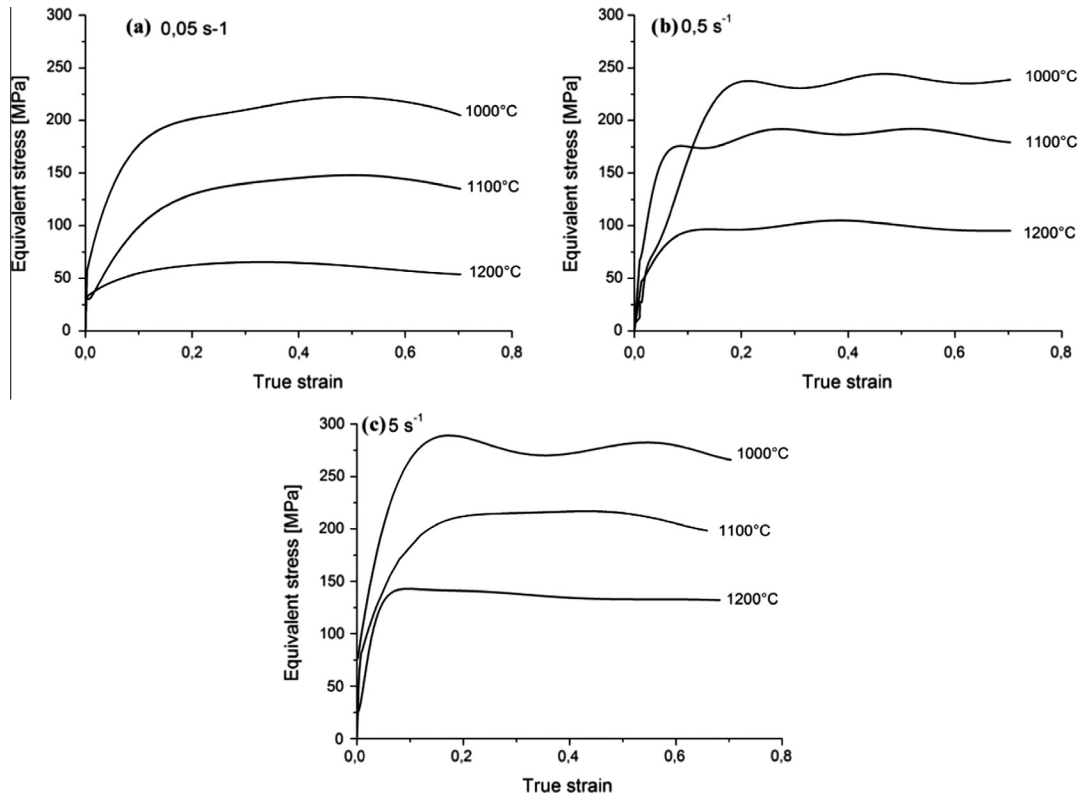 (a) 0,05 s-1
Equivalent stress [MPa]
300
250
200
150
100
50
0
1000°C
1100°C
1200°C
0,0 0,2 0,4 0,6 0,8
True strain
(b) 0,5 s⁻¹
Equivalent stress [MPa]
300
250
200
150
100
50
0
1000°C
1100°C
1200°C
0,0 0,2 0,4 0,6 0,8
True strain
(c) 5 s⁻¹
Equivalent stress [MPa]
300
250
200
150
100
50
0
1000°C
1100°C
1200°C
0,0 0,2 0,4 0,6 0,8
True strain